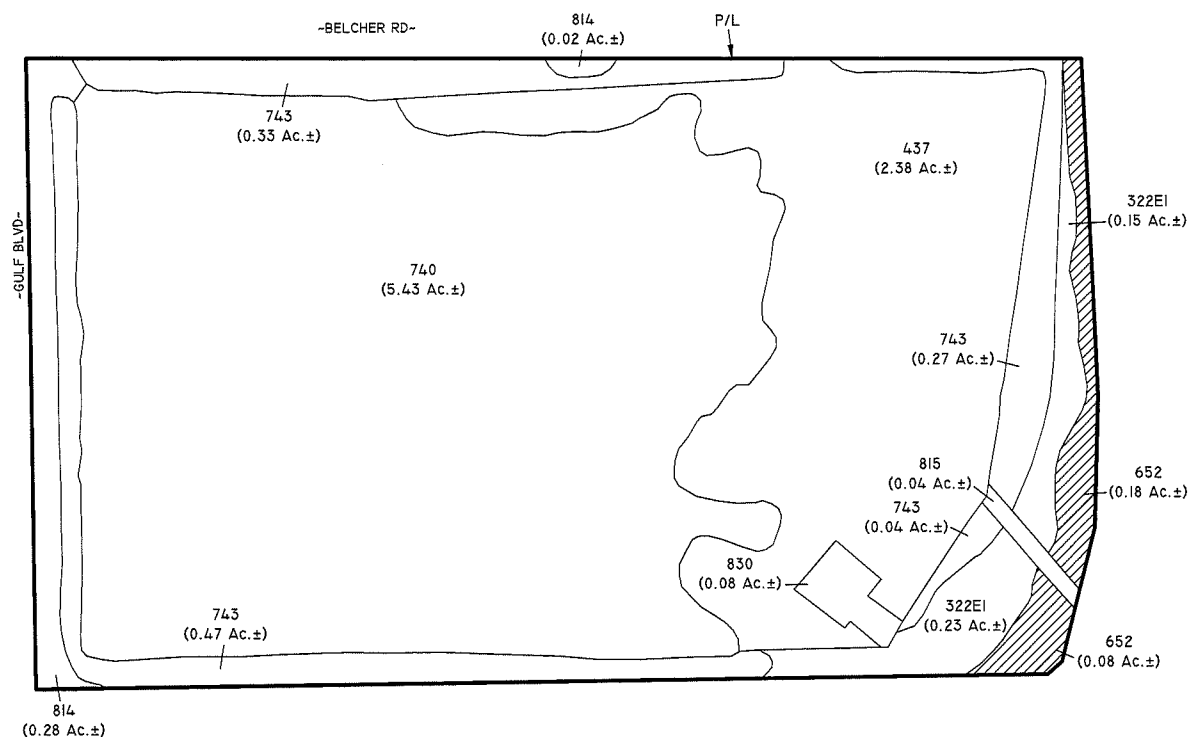 ~BELCHER RD~
814
(0.02 Ac.±)
P/L
743
(0.33 Ac.±)
437
(2.38 Ac.±)
322E1
(0.15 Ac.±)
~GULF BLVD~
740
(5.43 Ac.±)
743
(0.27 Ac.±)
815
(0.04 Ac.±)
652
(0.18 Ac.±)
743
(0.04 Ac.±)
830
(0.08 Ac.±)
322E1
(0.23 Ac.±)
743
(0.47 Ac.±)
652
(0.08 Ac.±)
814
(0.28 Ac.±)